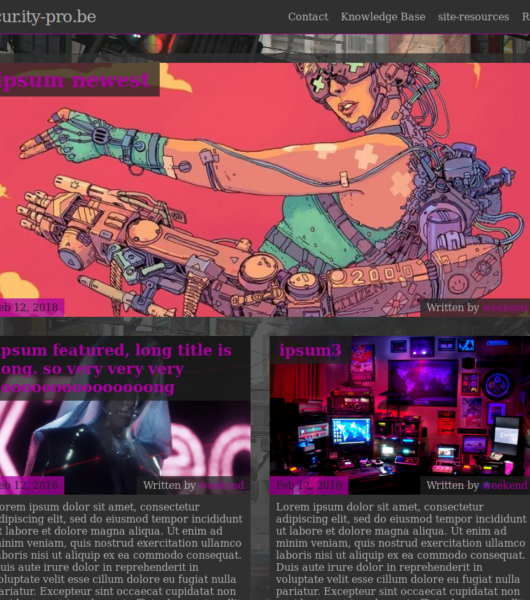 cur.ity-pro.be
Contact Knowledge Base site-resources R
ipsum newest
2000
CITIZEN
eb 12, 2018
Written by weekend
ipsum featured, long title is
long. so very very very
looooooooooooooong
eb 12, 2018
Written by weekend
orem ipsum dolor sit amet, consectetur
dipiscing elit, sed do eiusmod tempor incididunt
t labore et dolore magna aliqua. Ut enim ad
minim veniam, quis nostrud exercitation ullamco
laboris nisi ut aliquip ex ea commodo consequat.
Duis aute irure dolor in reprehenderit in
voluptate velit esse cillum dolore eu fugiat nulla
pariatur. Excepteur sint occaecat cupidatat non
ipsum3
Feb 12, 2018
Written by weekend
Lorem ipsum dolor sit amet, consectetur
adipiscing elit, sed do eiusmod tempor incididunt
ut labore et dolore magna aliqua. Ut enim ad
minim veniam, quis nostrud exercitation ullamco
laboris nisi ut aliquip ex ea commodo consequat.
Duis aute irure dolor in reprehenderit in
voluptate velit esse cillum dolore eu fugiat nulla
pariatur. Excepteur sint occaecat cupidatat non